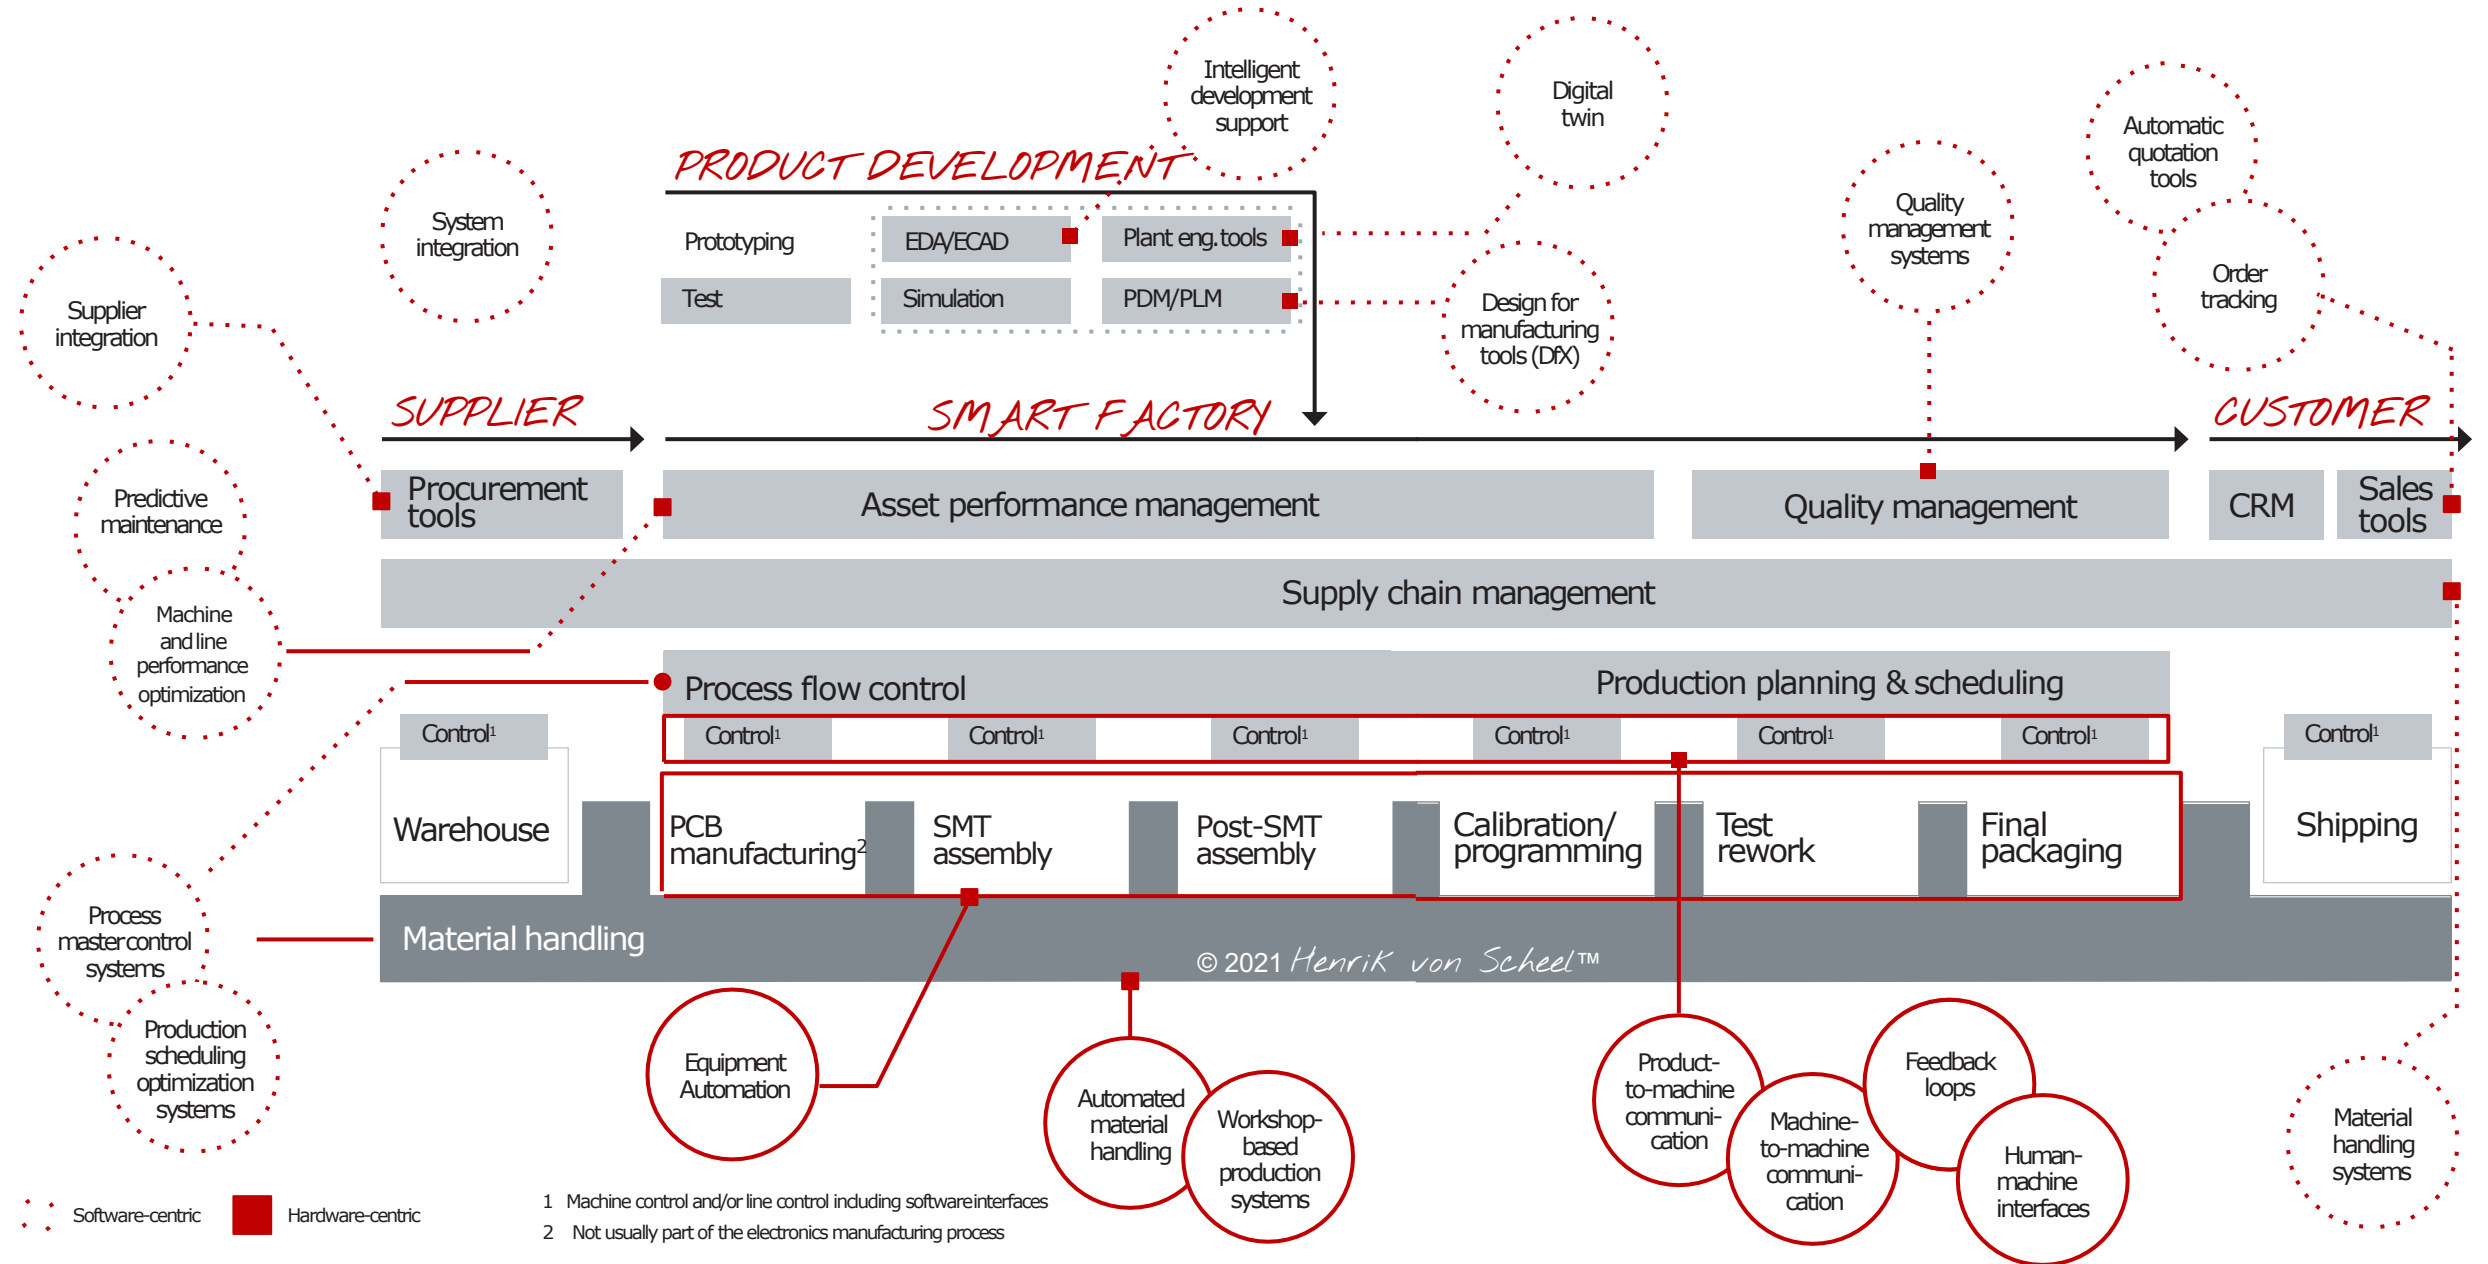 Intelligent
development
support
Digital
twin
Automatic
quotation
tools
PRODUCT DEVELOPMENT
System
integration
Quality
management
systems
Prototyping
EDA/ECAD
Plant eng. tools
Test
Simulation
PDM/PLM
Order
tracking
Supplier
integration
Design for
manufacturing
tools (DfX)
SUPPLIER
SMART FACTORY
CUSTOMER
Predictive
maintenance
Procurement
tools
Asset performance management
Quality management
CRM
Sales
tools
Supply chain management
Machine
and line
performance
optimization
Process flow control
Production planning & scheduling
Control1
Control1
Control1
Control1
Control1
Control1
Control1
Control1
Warehouse
PCB
manufacturing2
SMT
assembly
Post-SMT
assembly
Calibration/
programming
Test
rework
Final
packaging
Shipping
Process
master control
systems
Material handling
© 2021 Henrik von Scheel™
Production
scheduling
optimization
systems
Equipment
Automation
Automated
material
handling
Workshop-
based
production
systems
Product-
to-machine
communi-
cation
Machine-
to-machine
communi-
cation
Feedback
loops
Human-
machine
interfaces
Material
handling
systems
Software-centric
Hardware-centric
1 Machine control and/or line control including software interfaces
2 Not usually part of the electronics manufacturing process